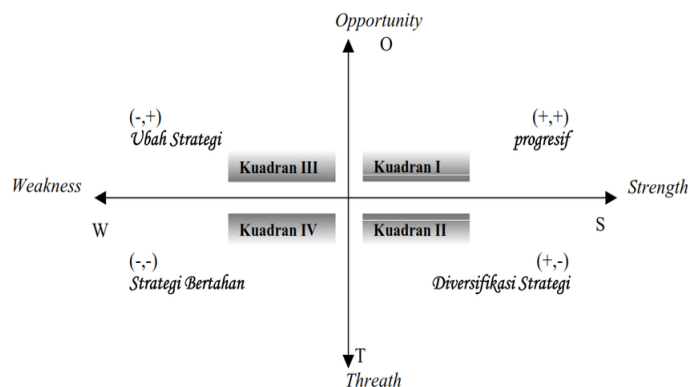 Opportunity
O
(-,+)
Ubah Strategi
(+,+)
progresif
Kuadran III
Kuadran I
Weakness
Strength
W
S
Kuadran IV
Kuadran II
(-,-)
Strategi Bertahan
(+,-)
Diversifikasi Strategi
T
Threath